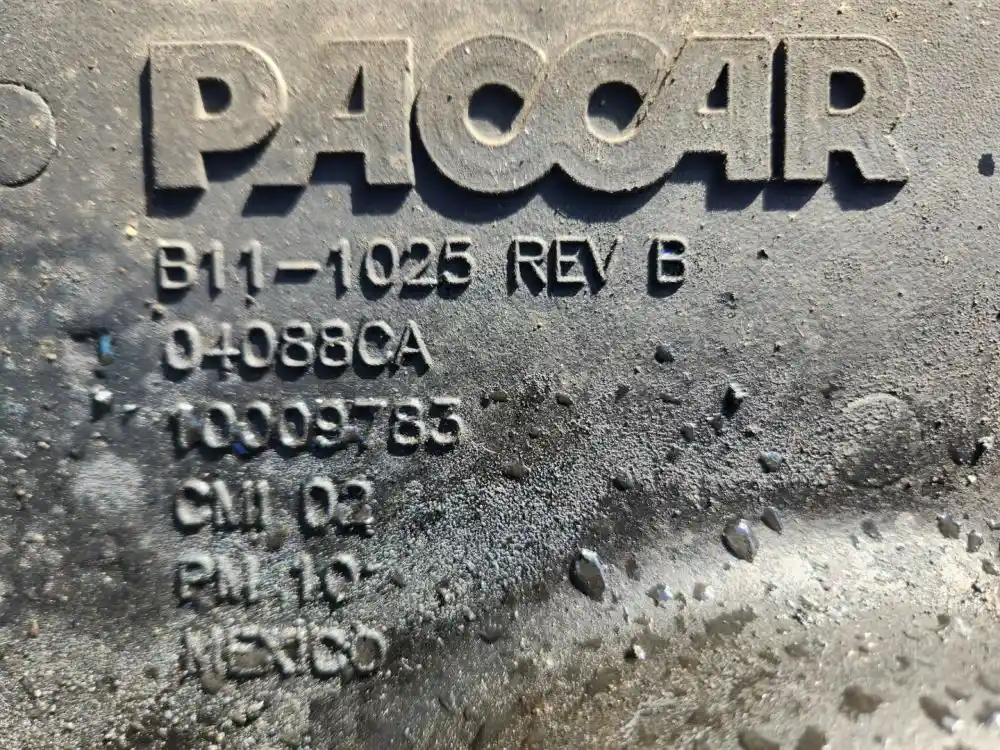 PACCAR
B11-1025 REV B
04088CA
10009783
CMI 02
PM 10
MEXICO